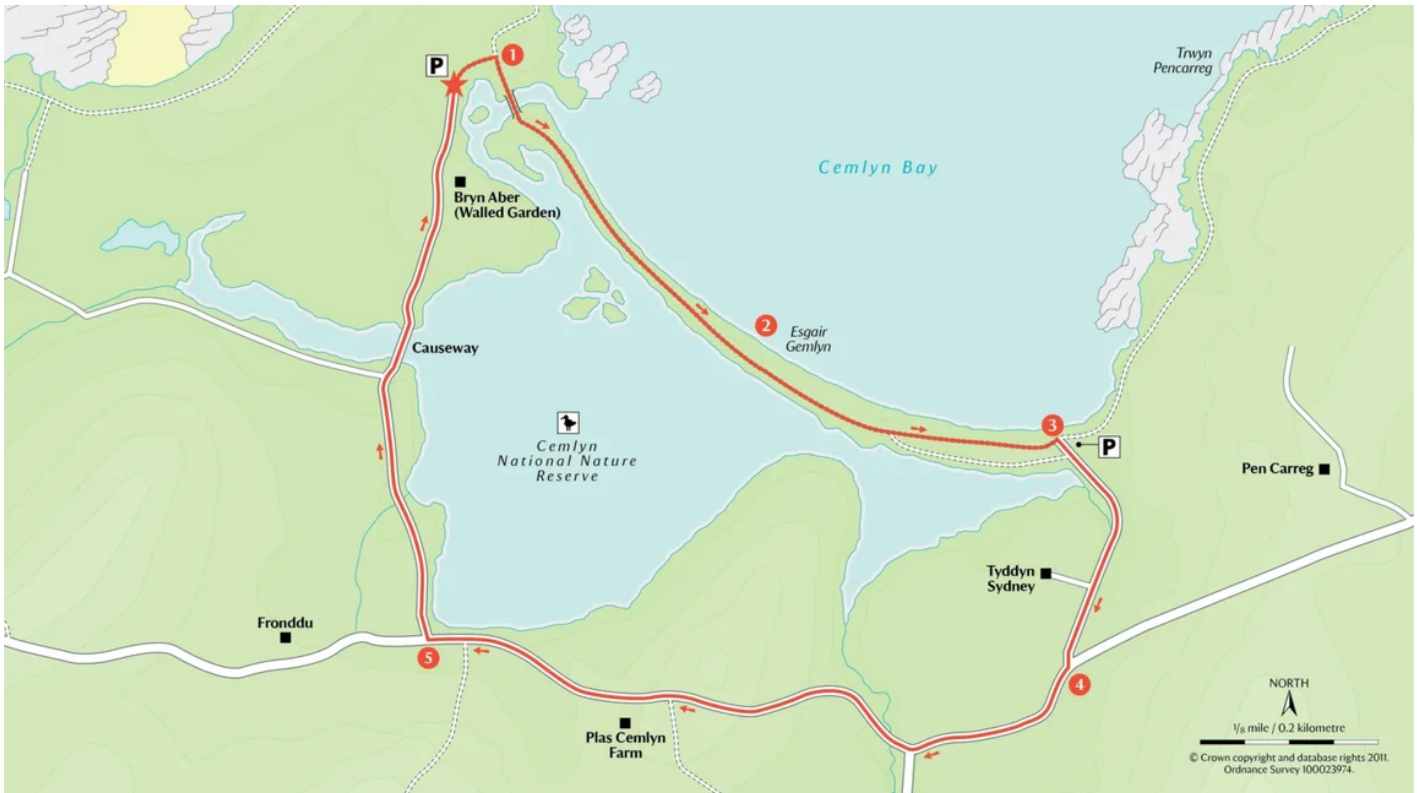 Trwyn
Pencarreg
P
1
Cemlyn Bay
Bryn Aber
(Walled Garden)
2
Esgair
Gemlyn
Causeway
Cemlyn
National Nature
Reserve
3
P
Pen Carreg
Tyddyn
Sydney
Fronddu
5
4
Plas Cemlyn
Farm
NORTH
1/8 mile / 0.2 kilometre
© Crown copyright and database rights 2011.
Ordnance Survey 100023974.